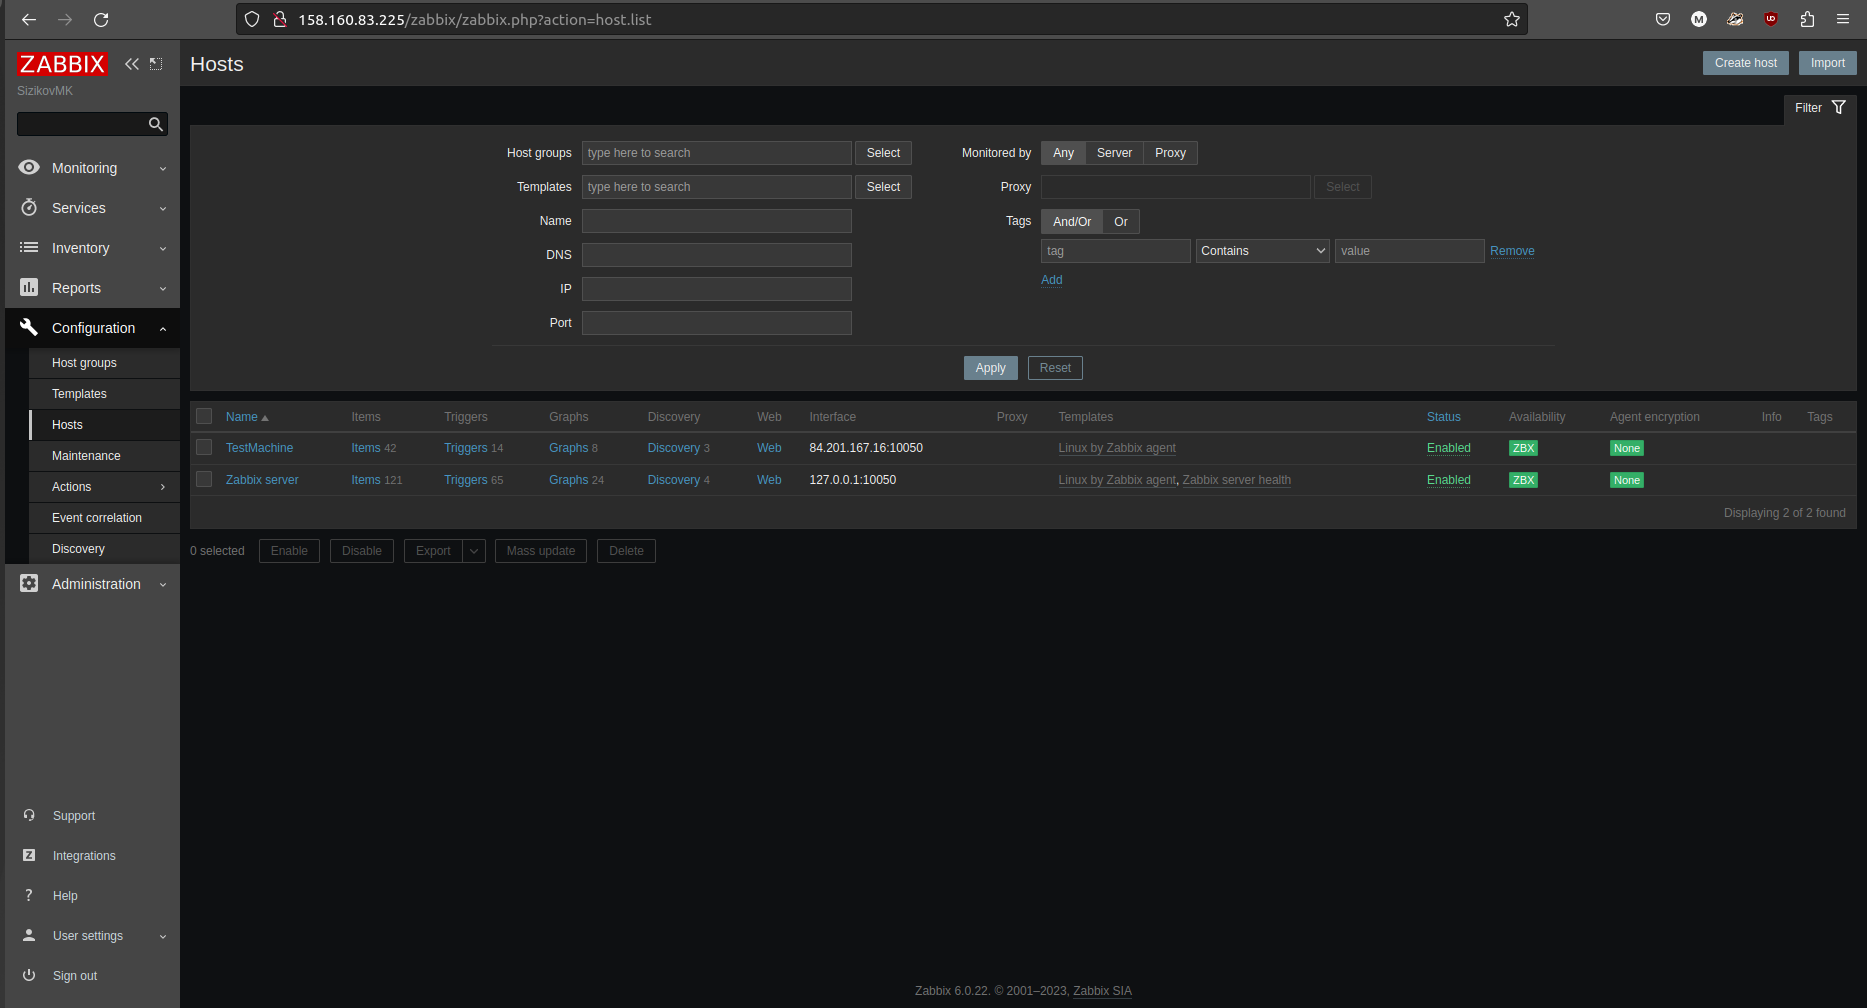 158.160.83.225/zabbix/zabbix.php?action=host.list
M
UD
ZABBIX
SizikovMK
Monitoring
Services
Inventory
Reports
Configuration
Host groups
Templates
Hosts
Maintenance
Actions
Event correlation
Discovery
Administration
Support
Z Integrations
? Help
User settings
Sign out
Hosts
Create host Import
Filter
Host groups type here to search Select
Templates type here to search Select
Name
DNS
IP
Port
Monitored by Any Server Proxy
Proxy Select
Tags And/Or Or
tag Contains value Remove
Add
Apply Reset
Name Items Triggers Graphs Discovery Web Interface Proxy Templates Status Availability Agent encryption Info Tags
TestMachine Items 42 Triggers 14 Graphs 8 Discovery 3 Web 84.201.167.16:10050 Linux by Zabbix agent Enabled ZBX None
Zabbix server Items 121 Triggers 65 Graphs 24 Discovery 4 Web 127.0.0.1:10050 Linux by Zabbix agent, Zabbix server health Enabled ZBX None
Displaying 2 of 2 found
0 selected Enable Disable Export Mass update Delete
Zabbix 6.0.22. © 2001–2023, Zabbix SIA